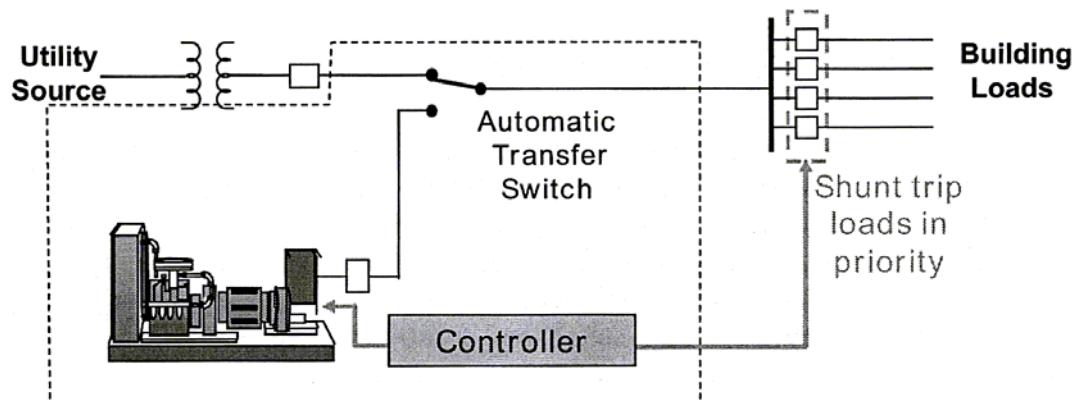 Utility
Source
Automatic
Transfer
Switch
Building
Loads
Shunt trip
loads in
priority
Controller